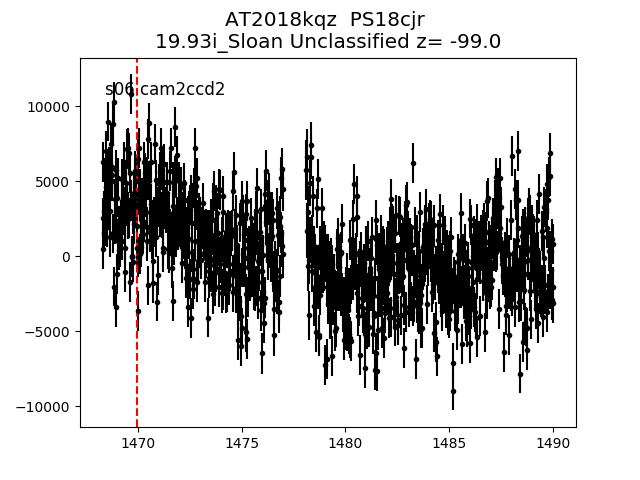 AT2018kqz PS18cjr
19.93i_Sloan Unclassified z= -99.0
s06 cam2ccd2
10000
5000
0
−5000
−10000
1470 1475 1480 1485 1490